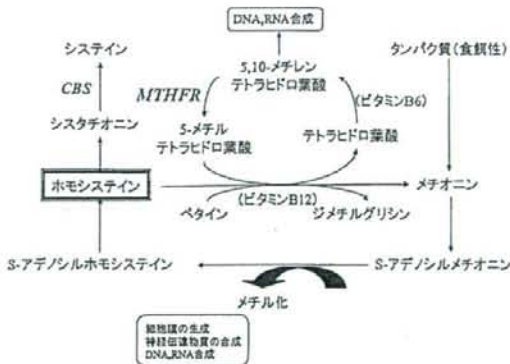 DNA,RNA合成
システイン
5,10-メチレン
テトラヒドロ葉酸
タンパク質(食餌性)
CBS
MTHFR
(ビタミンB6)
シスタチオニン
5-メチル
テトラヒドロ葉酸
テトラヒドロ葉酸
ホモシステイン
メチオニン
(ビタミンB12)
ベタイン
ジメチルグリシン
S-アデノシルホモシステイン
S-アデノシルメチオニン
メチル化
細胞膜の生成
神経伝達物質の合成
DNA,RNA合成